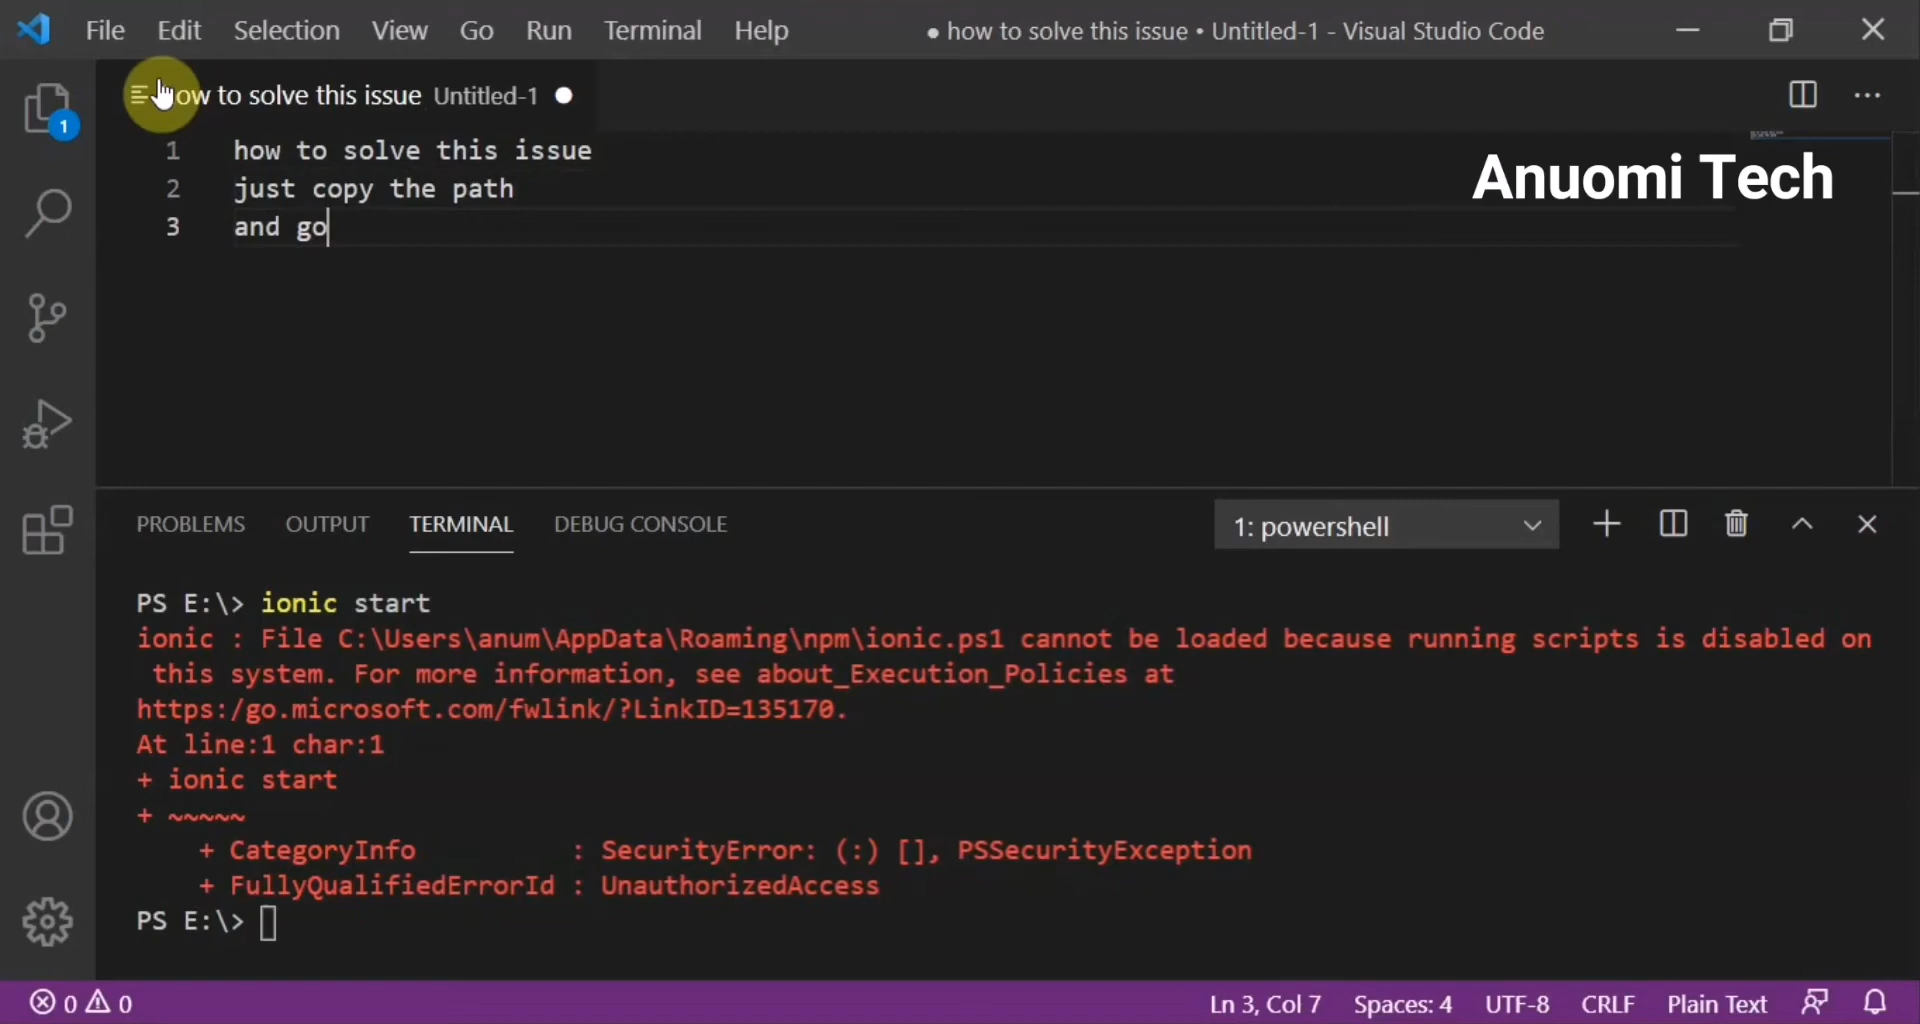 File Edit Selection View Go Run Terminal Help ● how to solve this issue • Untitled-1 - Visual Studio Code
how to solve this issue Untitled-1 ●
1 how to solve this issue
2 just copy the path
3 and go
Anuomi Tech
1
PROBLEMS OUTPUT TERMINAL DEBUG CONSOLE 1: powershell
PS E:\> ionic start
ionic : File C:\Users\anum\AppData\Roaming\npm\ionic.ps1 cannot be loaded because running scripts is disabled on
this system. For more information, see about_Execution_Policies at
https:/go.microsoft.com/fwlink/?LinkID=135170.
At line:1 char:1
+ ionic start
+ ~~~~~
+ CategoryInfo : SecurityError: (:) [], PSSecurityException
+ FullyQualifiedErrorId : UnauthorizedAccess
PS E:\>
0 0 Ln 3, Col 7 Spaces: 4 UTF-8 CRLF Plain Text